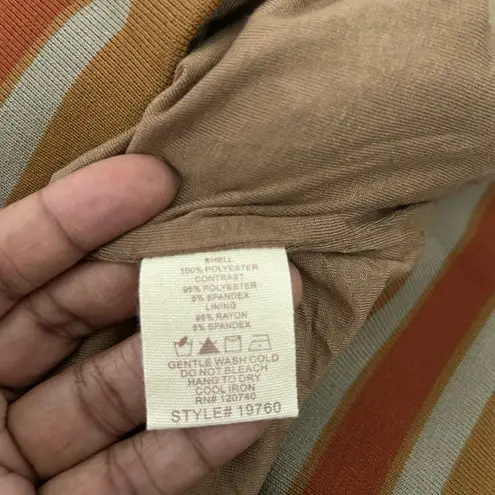 SHELL
100% POLYESTER
CONTRAST
95% POLYESTER
5% SPANDEX
LINING
95% RAYON
5% SPANDEX
GENTLE WASH COLD
DO NOT BLEACH
HANG TO DRY
COOL IRON
RN# 120740
STYLE# 19760